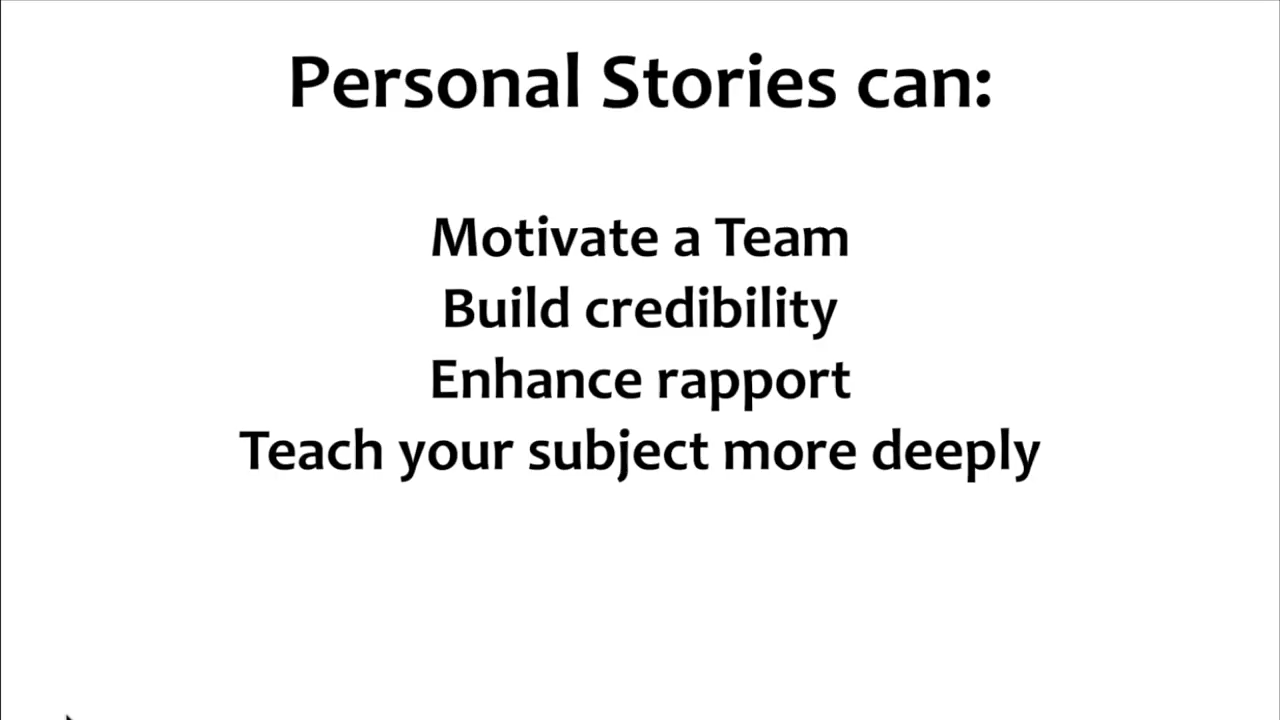 Personal Stories can:
Motivate a Team
Build credibility
Enhance rapport
Teach your subject more deeply